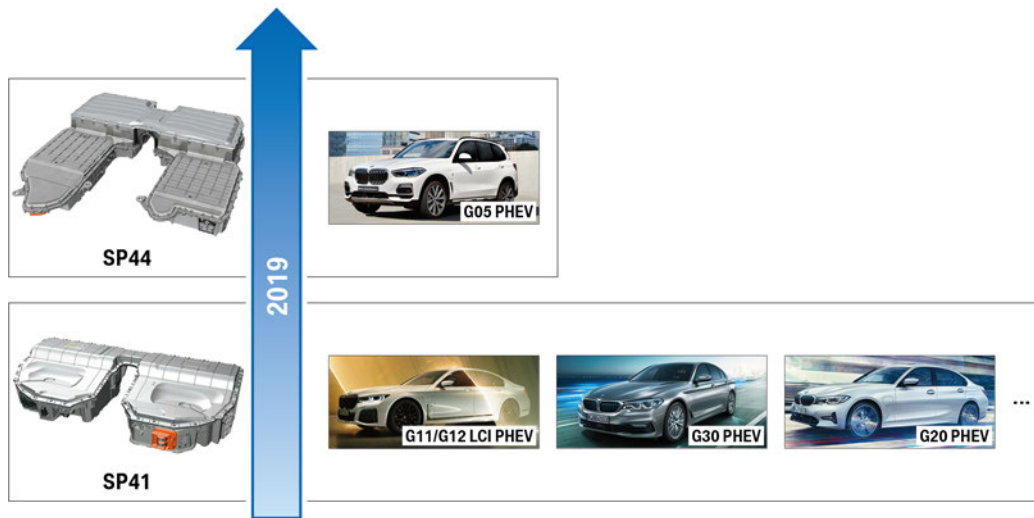 G05 PHEV
SP44
2019
G11/G12 LCI PHEV
G30 PHEV
G20 PHEV
...
SP41